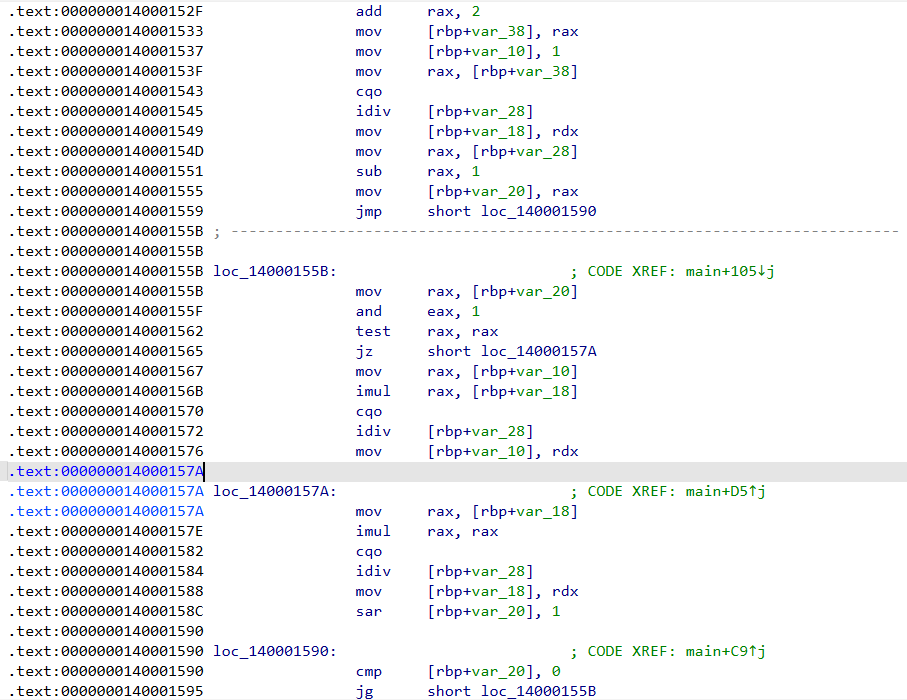 .text:000000014000152F add rax, 2
.text:0000000140001533 mov [rbp+var_38], rax
.text:0000000140001537 mov [rbp+var_10], 1
.text:000000014000153F mov rax, [rbp+var_38]
.text:0000000140001543 cqo
.text:0000000140001545 idiv [rbp+var_28]
.text:0000000140001549 mov [rbp+var_18], rdx
.text:000000014000154D mov rax, [rbp+var_28]
.text:0000000140001551 sub rax, 1
.text:0000000140001555 mov [rbp+var_20], rax
.text:0000000140001559 jmp short loc_140001590
.text:000000014000155B ; ---------------------------------------------------------------------------
.text:000000014000155B
.text:000000014000155B loc_14000155B: ; CODE XREF: main+105↓j
.text:000000014000155B mov rax, [rbp+var_20]
.text:000000014000155F and eax, 1
.text:0000000140001562 test rax, rax
.text:0000000140001565 jz short loc_14000157A
.text:0000000140001567 mov rax, [rbp+var_10]
.text:000000014000156B imul rax, [rbp+var_18]
.text:0000000140001570 cqo
.text:0000000140001572 idiv [rbp+var_28]
.text:0000000140001576 mov [rbp+var_10], rdx
.text:000000014000157A
.text:000000014000157A loc_14000157A: ; CODE XREF: main+D5↑j
.text:000000014000157A mov rax, [rbp+var_18]
.text:000000014000157E imul rax, rax
.text:0000000140001582 cqo
.text:0000000140001584 idiv [rbp+var_28]
.text:0000000140001588 mov [rbp+var_18], rdx
.text:000000014000158C sar [rbp+var_20], 1
.text:0000000140001590
.text:0000000140001590 loc_140001590: ; CODE XREF: main+C9↑j
.text:0000000140001590 cmp [rbp+var_20], 0
.text:0000000140001595 jg short loc_14000155B